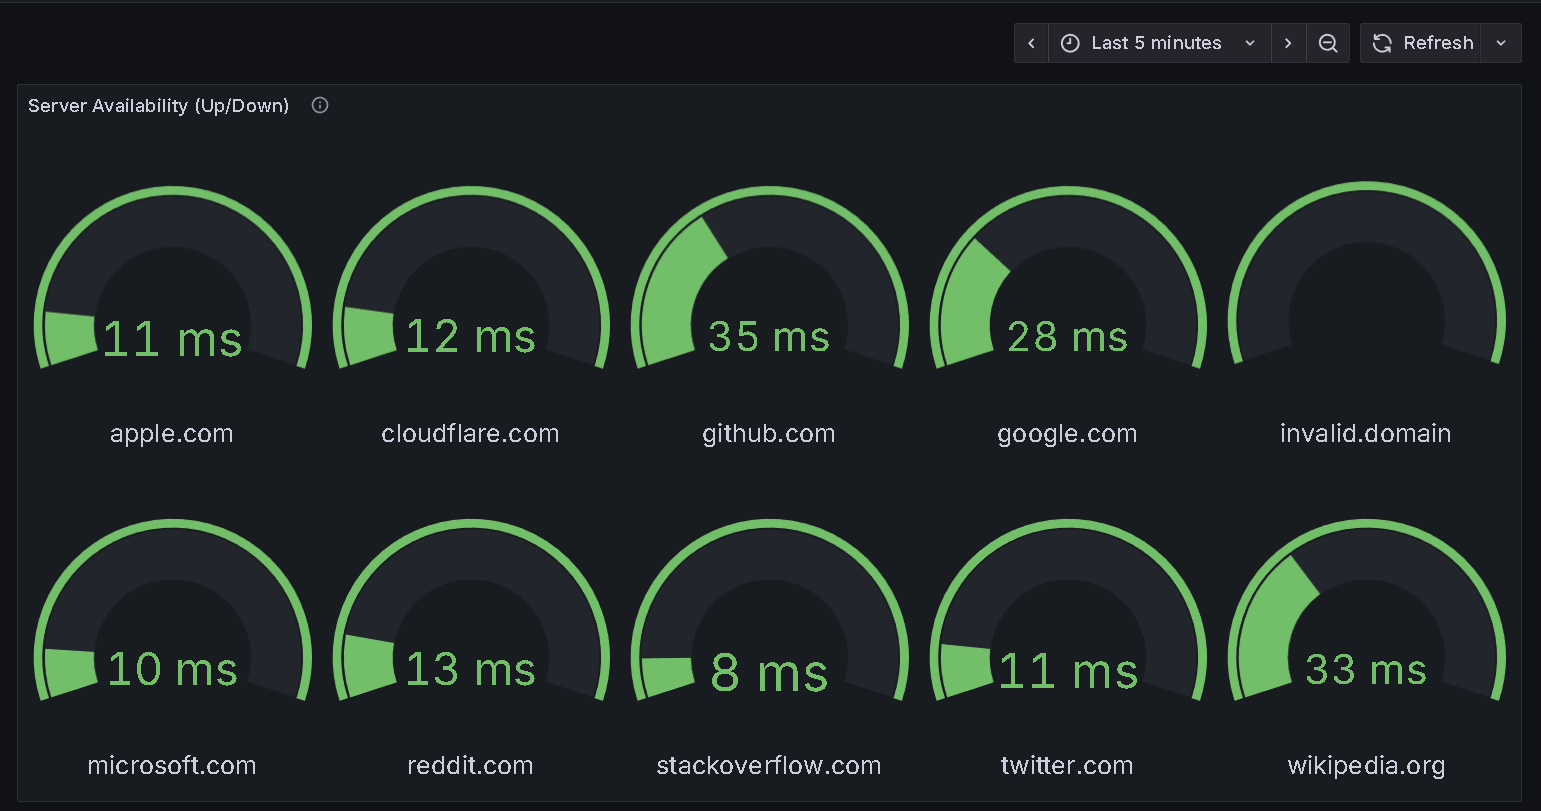 Last 5 minutes
Refresh
Server Availability (Up/Down)
11 ms
12 ms
35 ms
28 ms
apple.com
cloudflare.com
github.com
google.com
invalid.domain
10 ms
13 ms
8 ms
11 ms
33 ms
microsoft.com
reddit.com
stackoverflow.com
twitter.com
wikipedia.org